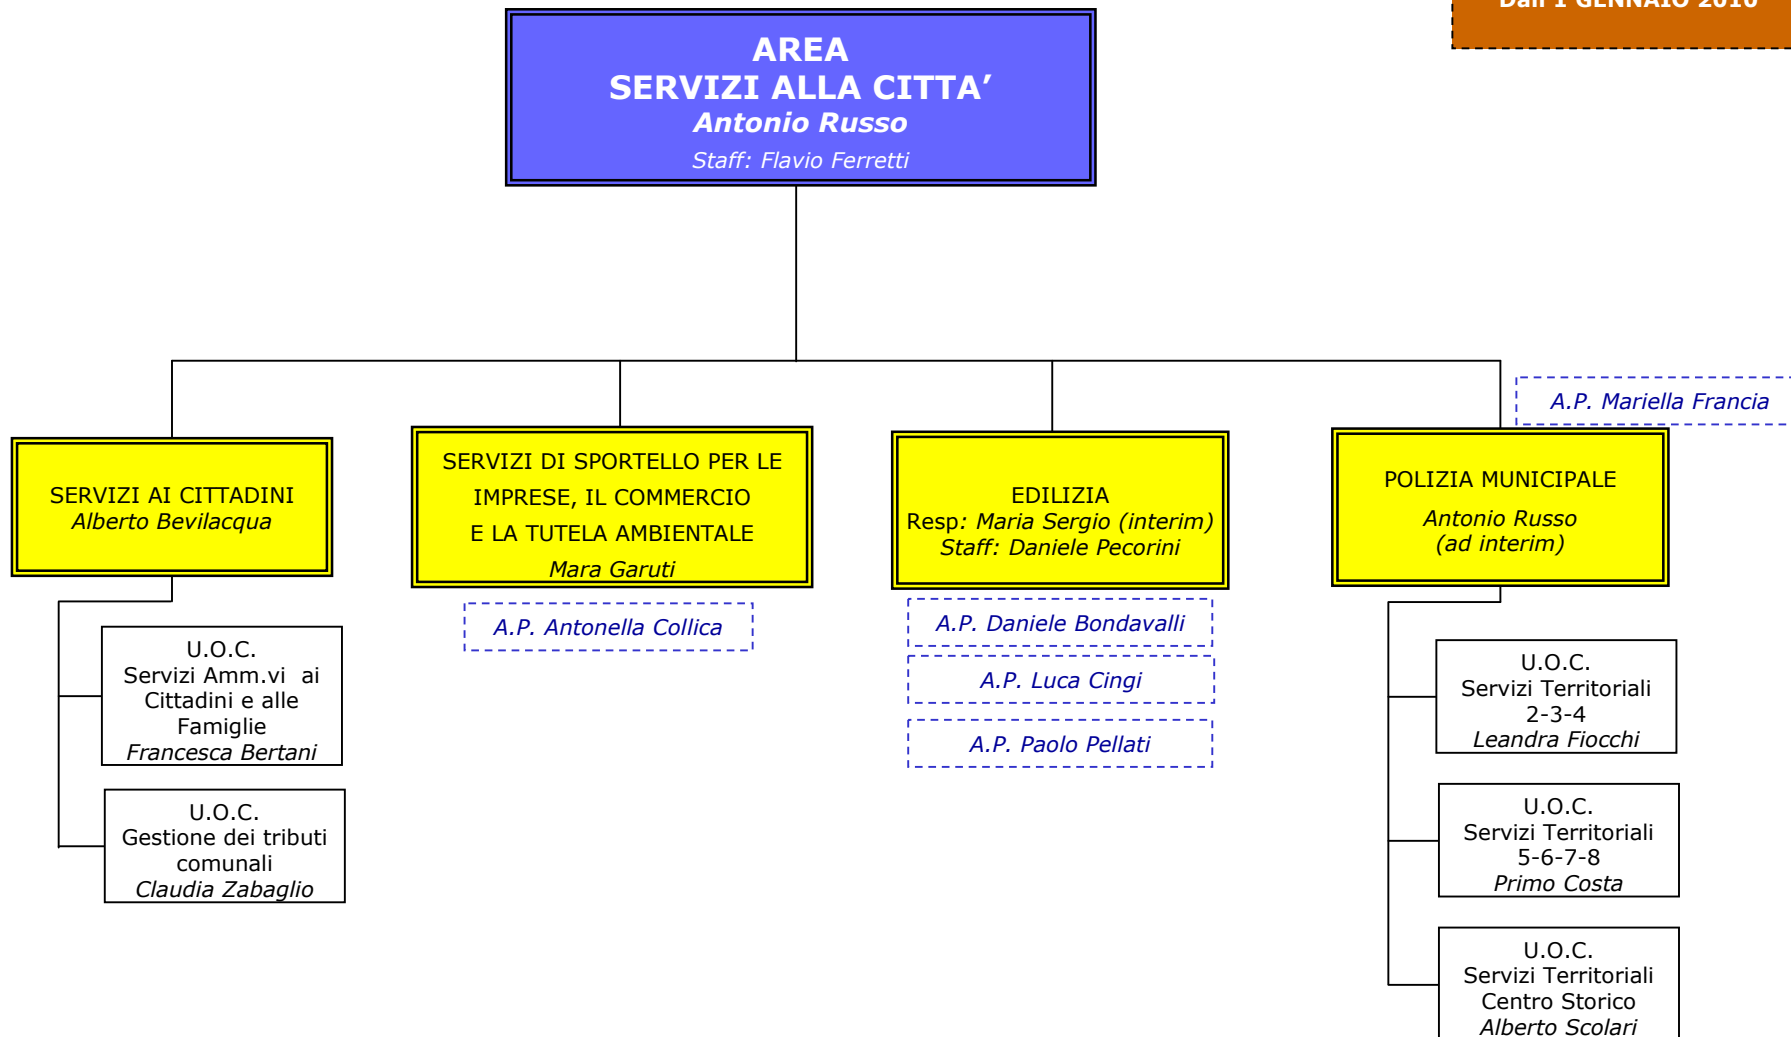 Dall'1 GENNAIO 2010
AREA
SERVIZI ALLA CITTA’
Antonio Russo
Staff: Flavio Ferretti
A.P. Mariella Francia
SERVIZI AI CITTADINI
Alberto Bevilacqua
SERVIZI DI SPORTELLO PER LE
IMPRESE, IL COMMERCIO
E LA TUTELA AMBIENTALE
Mara Garuti
EDILIZIA
Resp: Maria Sergio (interim)
Staff: Daniele Pecorini
POLIZIA MUNICIPALE
Antonio Russo
(ad interim)
U.O.C.
Servizi Amm.vi ai
Cittadini e alle
Famiglie
Francesca Bertani
U.O.C.
Gestione dei tributi
comunali
Claudia Zabaglio
A.P. Antonella Collica
A.P. Daniele Bondavalli
A.P. Luca Cingi
A.P. Paolo Pellati
U.O.C.
Servizi Territoriali
2-3-4
Leandra Fiocchi
U.O.C.
Servizi Territoriali
5-6-7-8
Primo Costa
U.O.C.
Servizi Territoriali
Centro Storico
Alberto Scolari